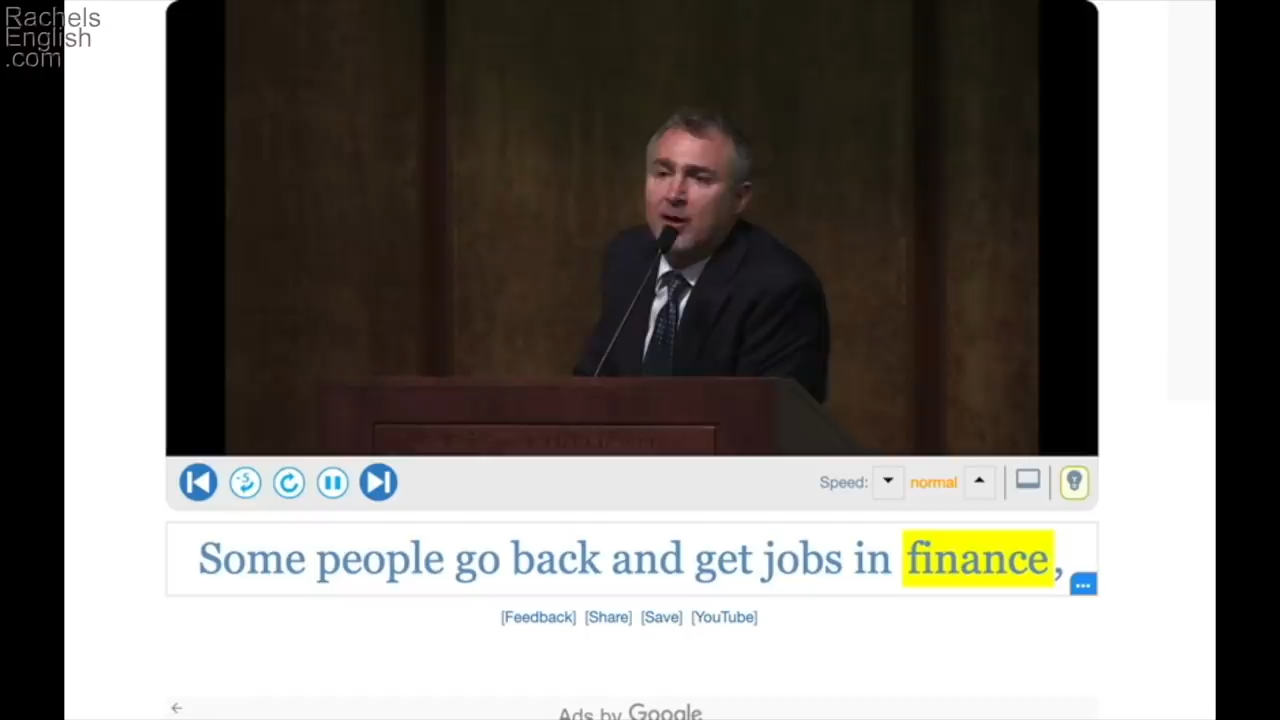 Rachels
English
.com
Speed: normal
Some people go back and get jobs in finance,
[Feedback] [Share] [Save] [YouTube]
Ads by Google